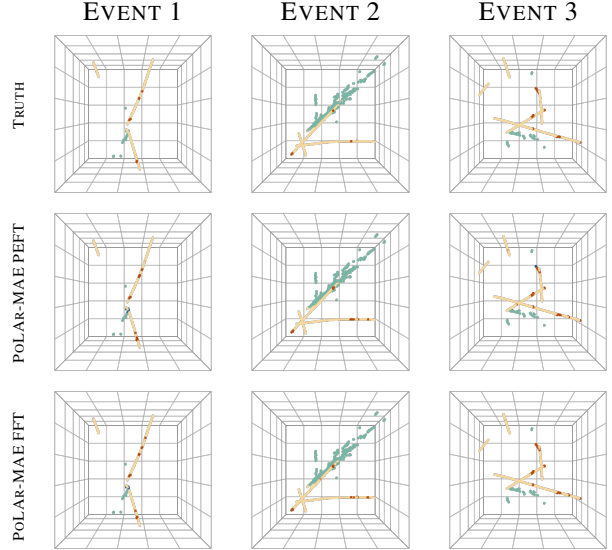 EVENT 1 EVENT 2 EVENT 3
TRUTH
POLAR-MAE PEFT
POLAR-MAE FFT